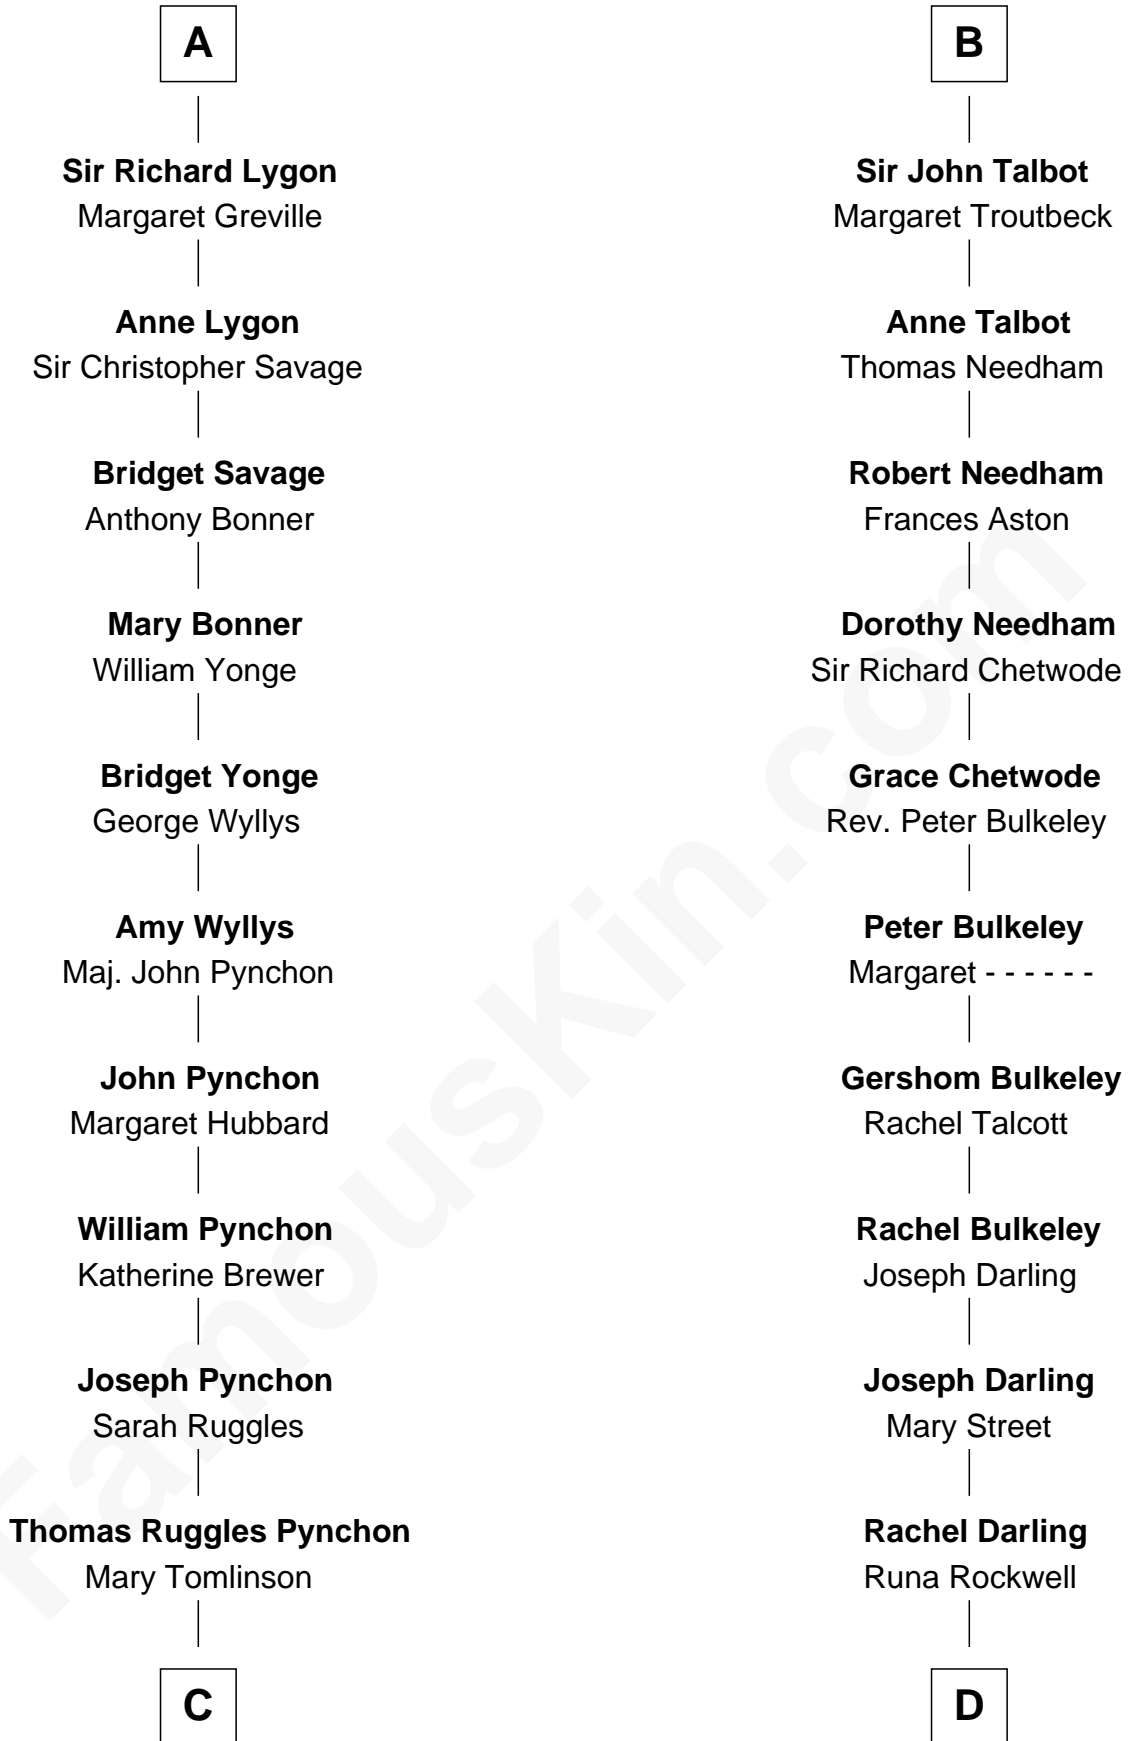 A
Sir Richard Lygon
Margaret Greville
Anne Lygon
Sir Christopher Savage
Bridget Savage
Anthony Bonner
Mary Bonner
William Yonge
Bridget Yonge
George Wyllys
Amy Wyllys
Maj. John Pynchon
John Pynchon
Margaret Hubbard
William Pynchon
Katherine Brewer
Joseph Pynchon
Sarah Ruggles
Thomas Ruggles Pynchon
Mary Tomlinson
C
B
Sir John Talbot
Margaret Troutbeck
Anne Talbot
Thomas Needham
Robert Needham
Frances Aston
Dorothy Needham
Sir Richard Chetwode
Grace Chetwode
Rev. Peter Bulkeley
Peter Bulkeley
Margaret - - - - - -
Gershom Bulkeley
Rachel Talcott
Rachel Bulkeley
Joseph Darling
Joseph Darling
Mary Street
Rachel Darling
Runa Rockwell
D
FamousKin.com